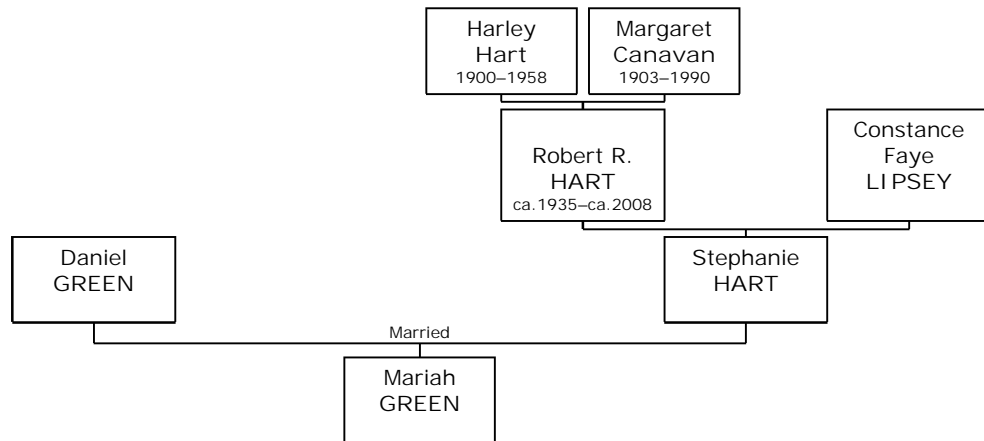 Harley
Hart
1900–1958
Margaret
Canavan
1903–1990
Robert R.
HART
ca.1935–ca.2008
Constance
Faye
LIPSEY
Daniel
GREEN
Stephanie
HART
Married
Mariah
GREEN